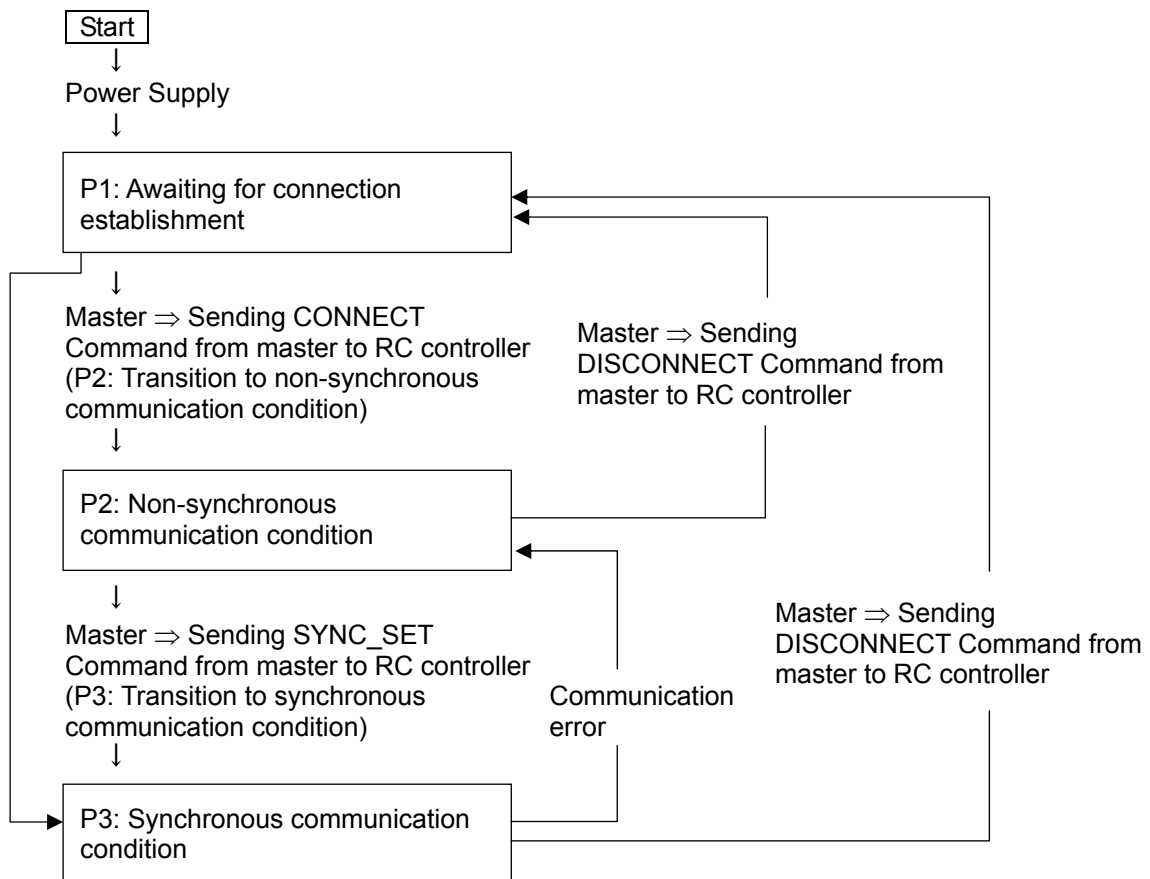 Start
↓
Power Supply
↓
P1: Awaiting for connection
establishment
↓
Master ⇒ Sending CONNECT
Command from master to RC controller
(P2: Transition to non-synchronous
communication condition)
↓
Master ⇒ Sending
DISCONNECT Command from
master to RC controller
P2: Non-synchronous
communication condition
↓
Master ⇒ Sending SYNC_SET
Command from master to RC controller
(P3: Transition to synchronous
communication condition)
↓
Communication
error
Master ⇒ Sending
DISCONNECT Command from
master to RC controller
P3: Synchronous communication
condition